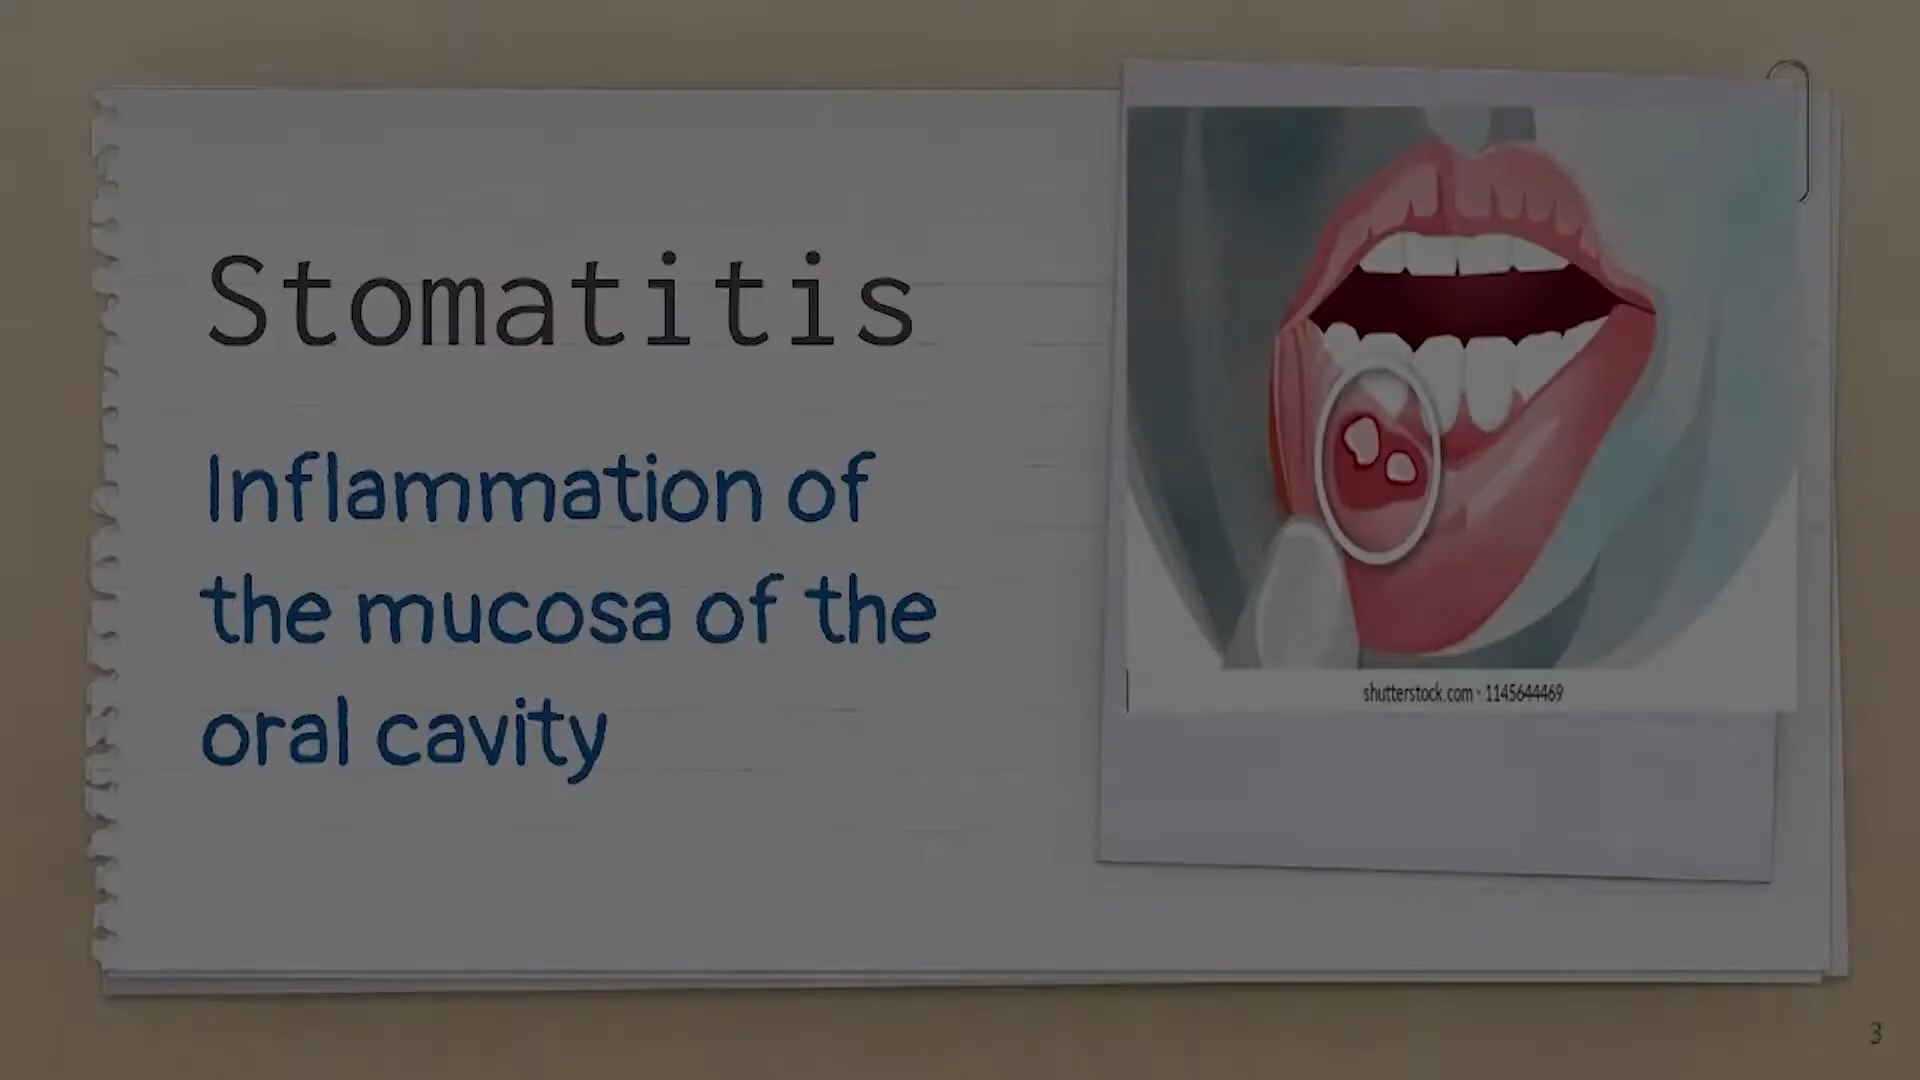 Stomatitis
Inflammation of
the mucosa of the
oral cavity
shutterstock.com · 1145644469
3